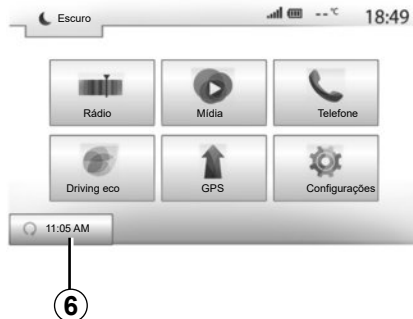 Escuro
--°C
18:49
Rádio
Mídia
Telefone
Driving eco
GPS
Configurações
11:05 AM
6